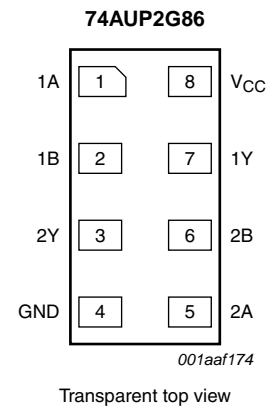 74AUP2G86
1A 1 8 VCC
1B 2 7 1Y
2Y 3 6 2B
GND 4 5 2A
001aaf174
Transparent top view